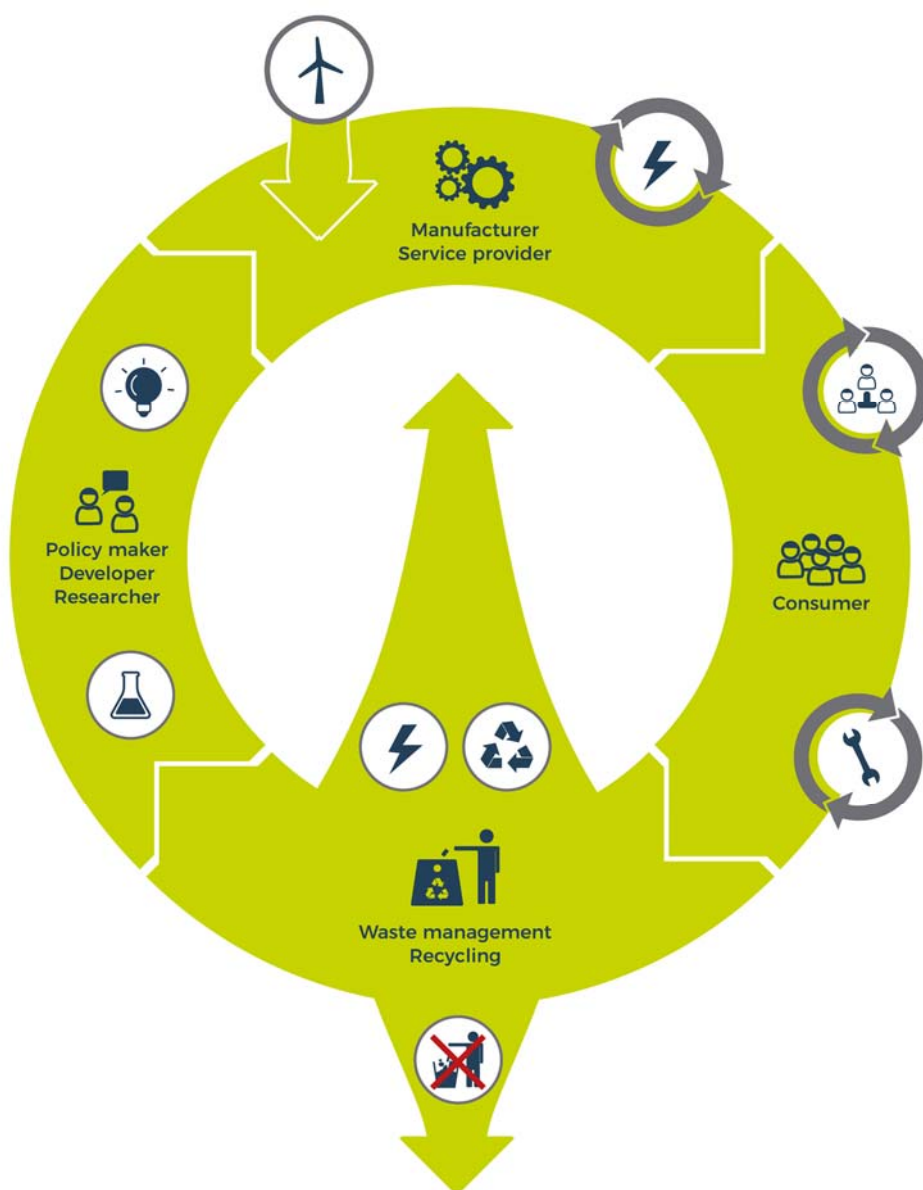 Manufacturer
Service provider
Policy maker
Developer
Researcher
Consumer
Waste management
Recycling